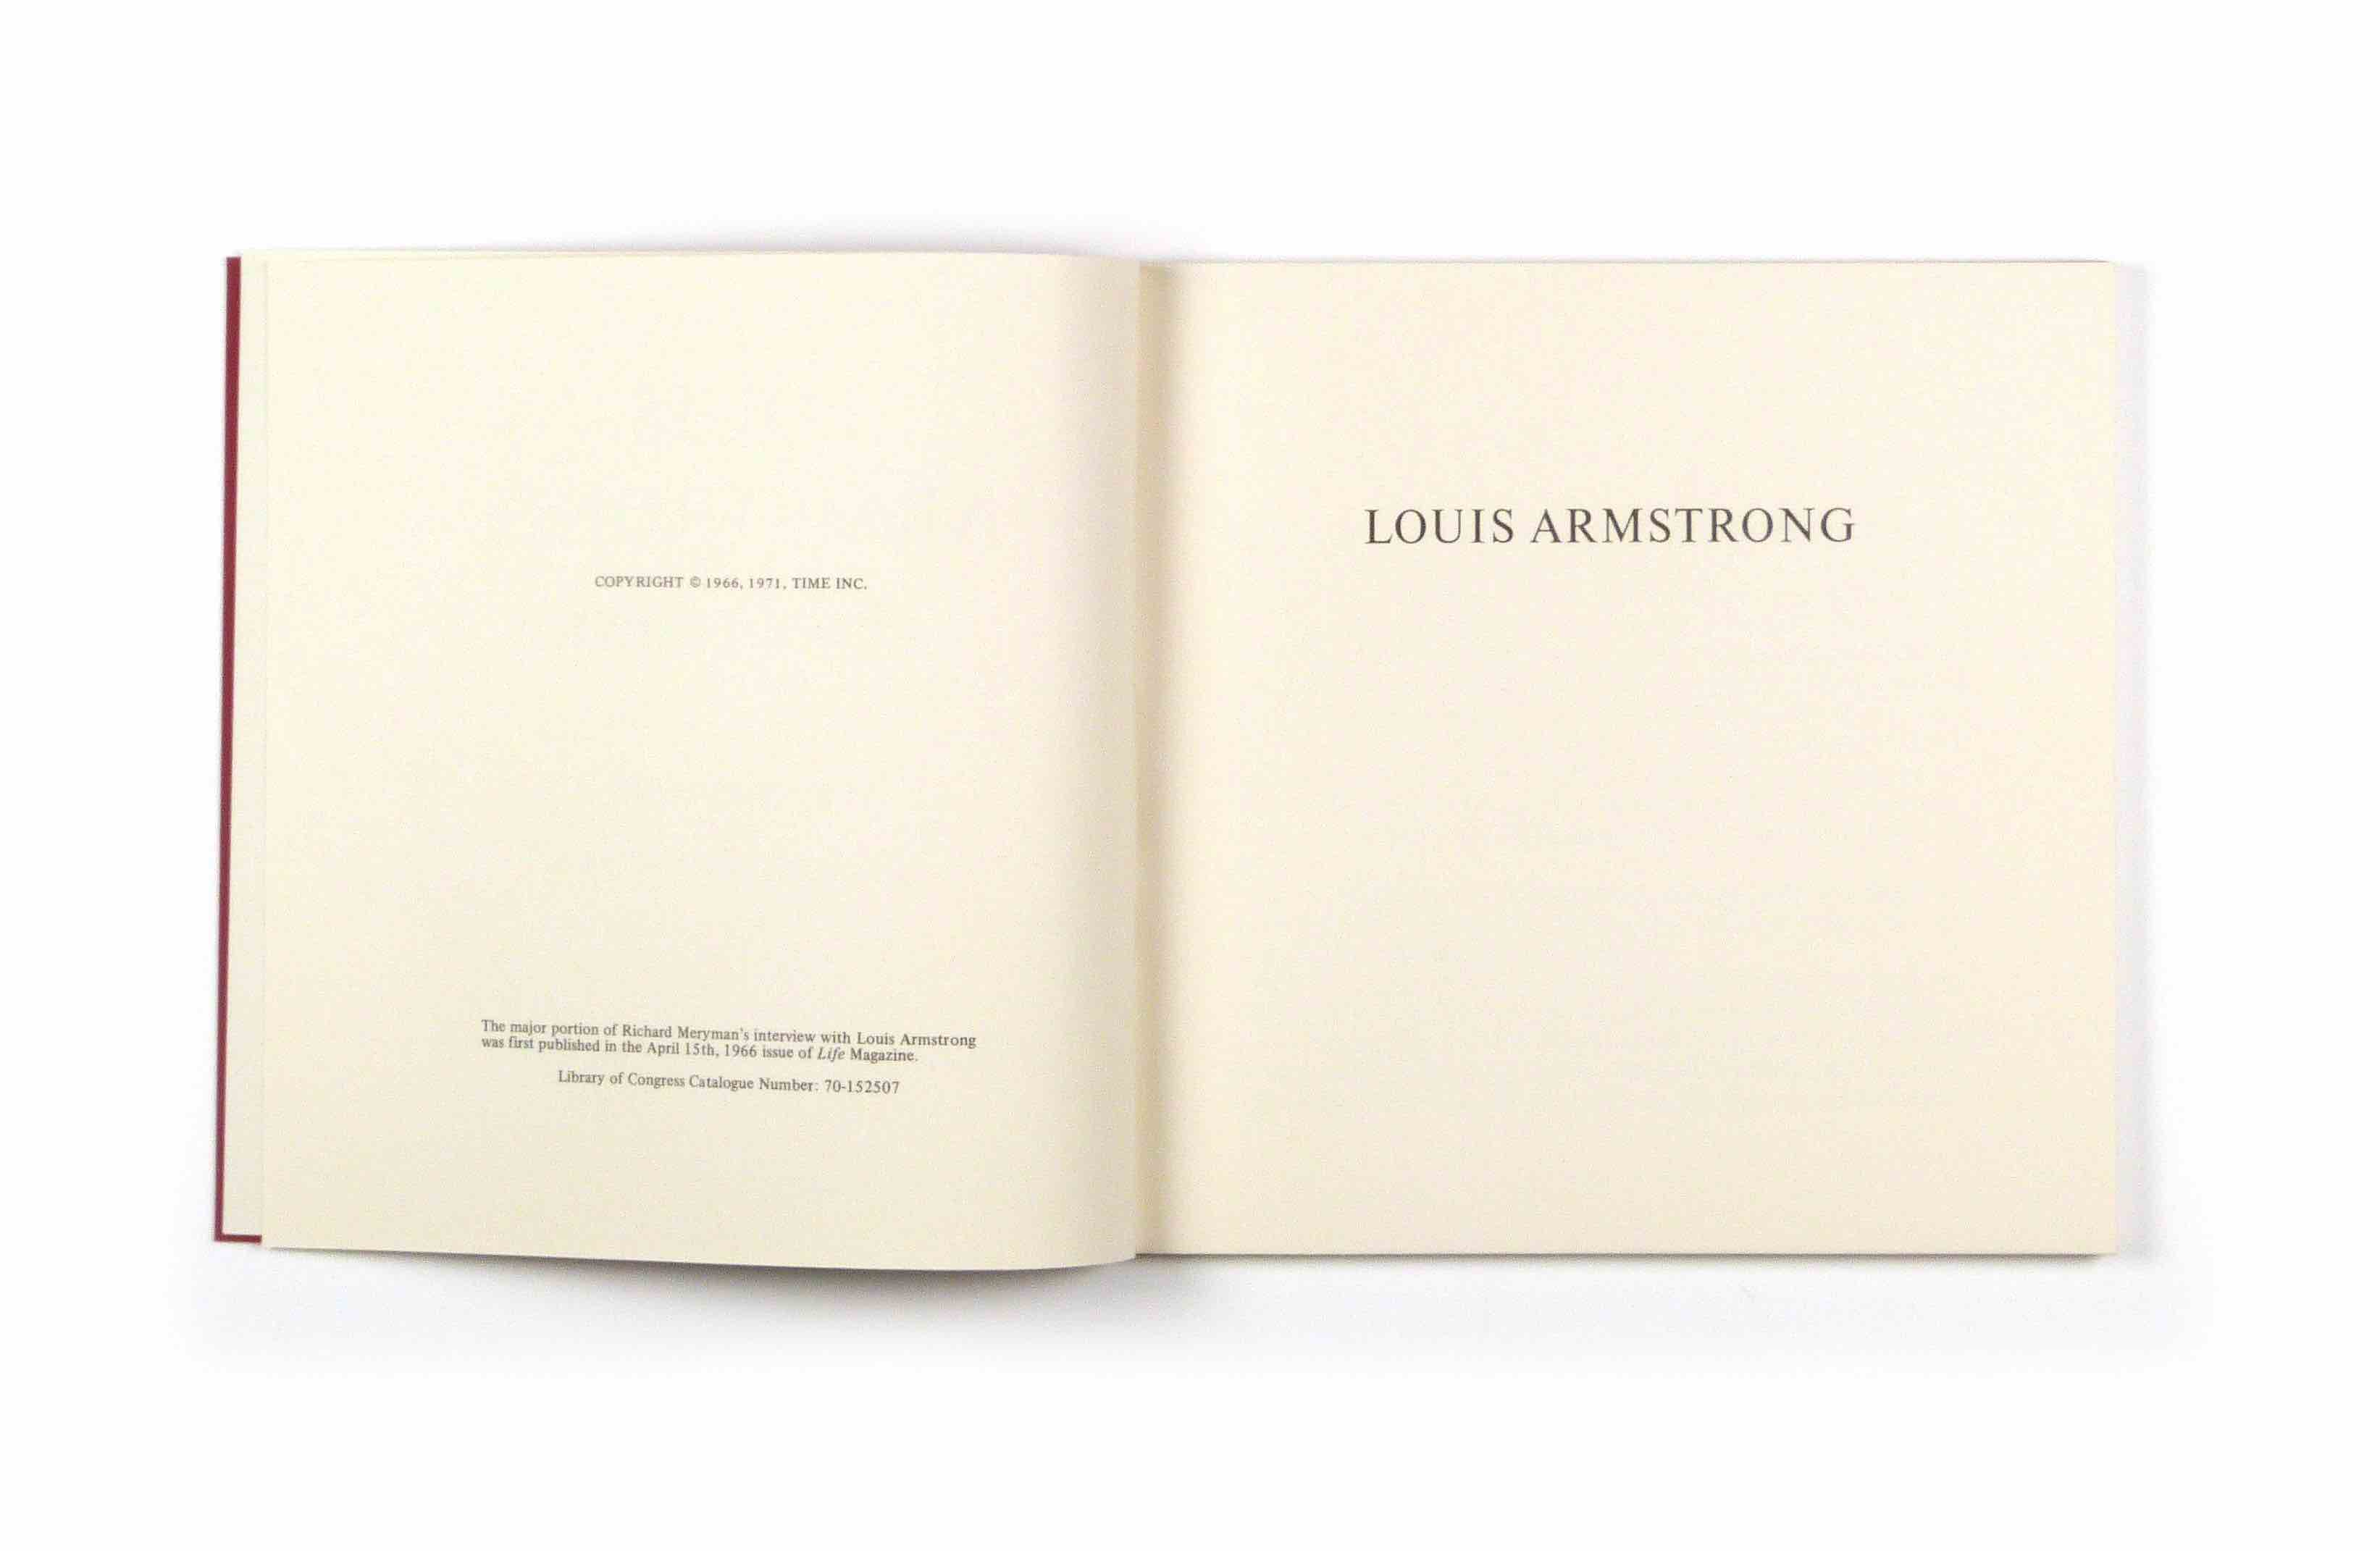 COPYRIGHT © 1966, 1971, TIME INC.
The major portion of Richard Meryman's interview with Louis Armstrong
was first published in the April 15th, 1966 issue of Life Magazine.
Library of Congress Catalogue Number: 70-152507
LOUIS ARMSTRONG